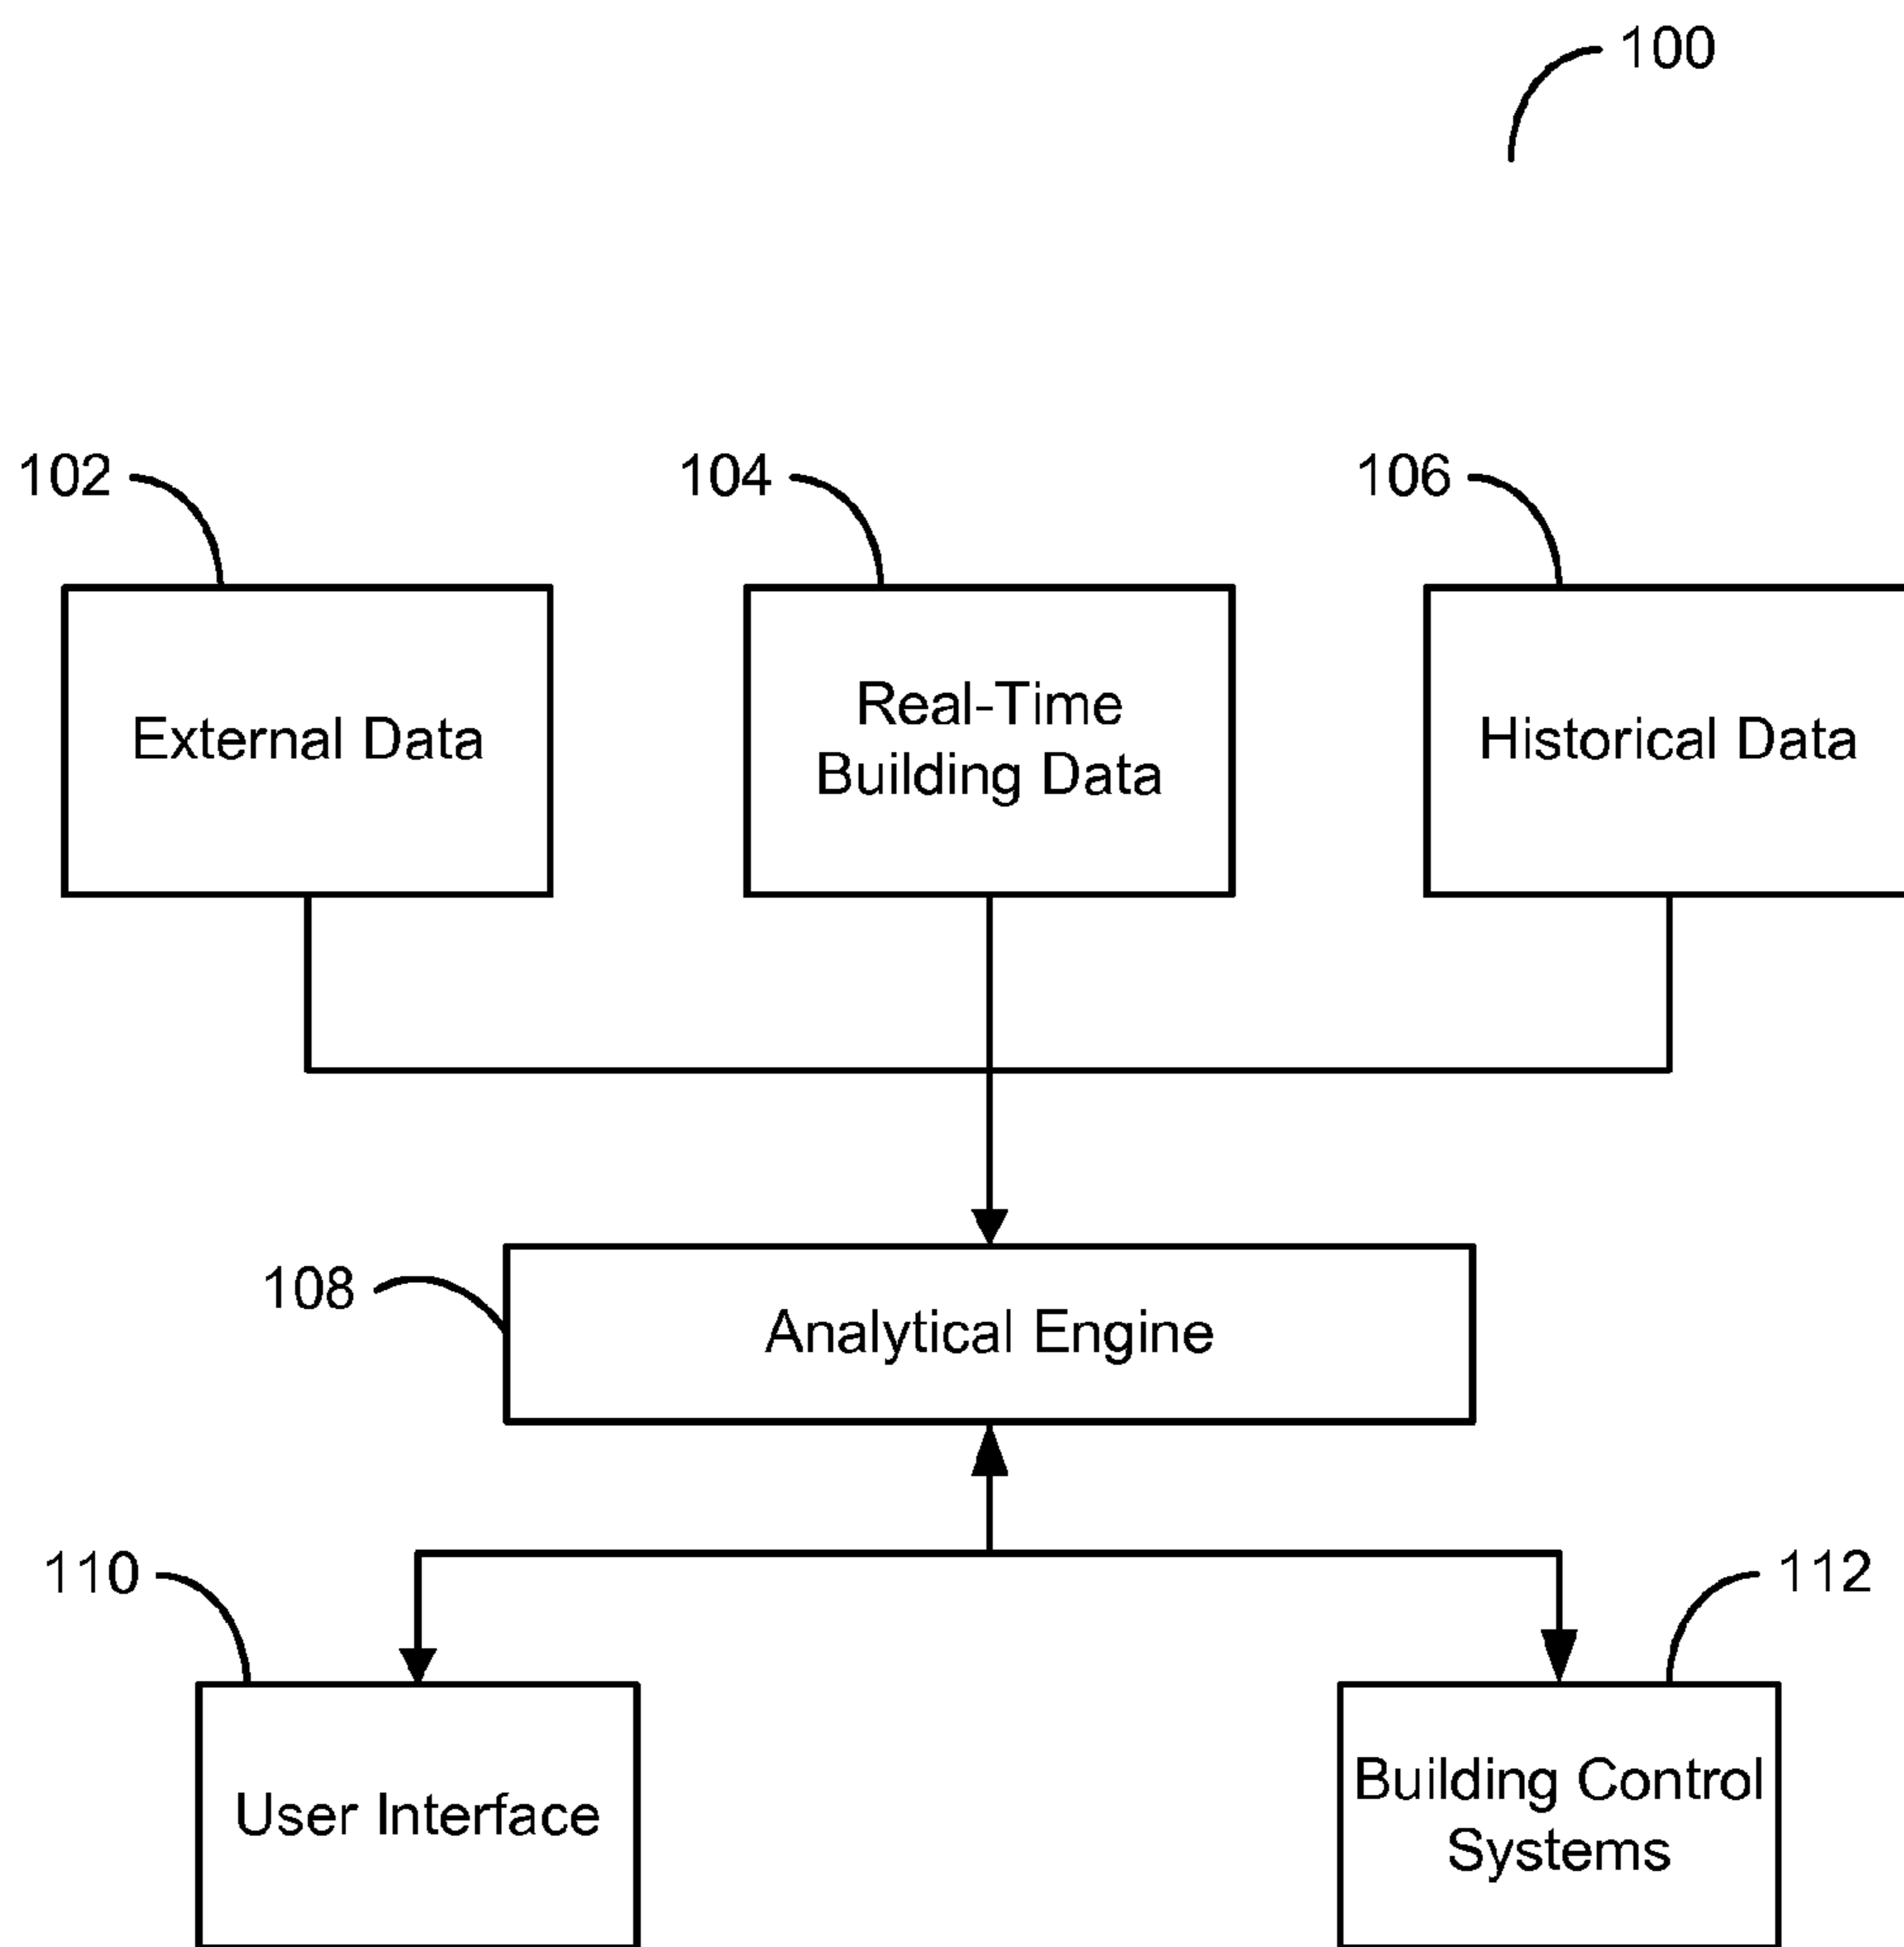 100
102
104
106
External Data
Real-Time
Building Data
Historical Data
108
Analytical Engine
110
112
User Interface
Building Control
Systems